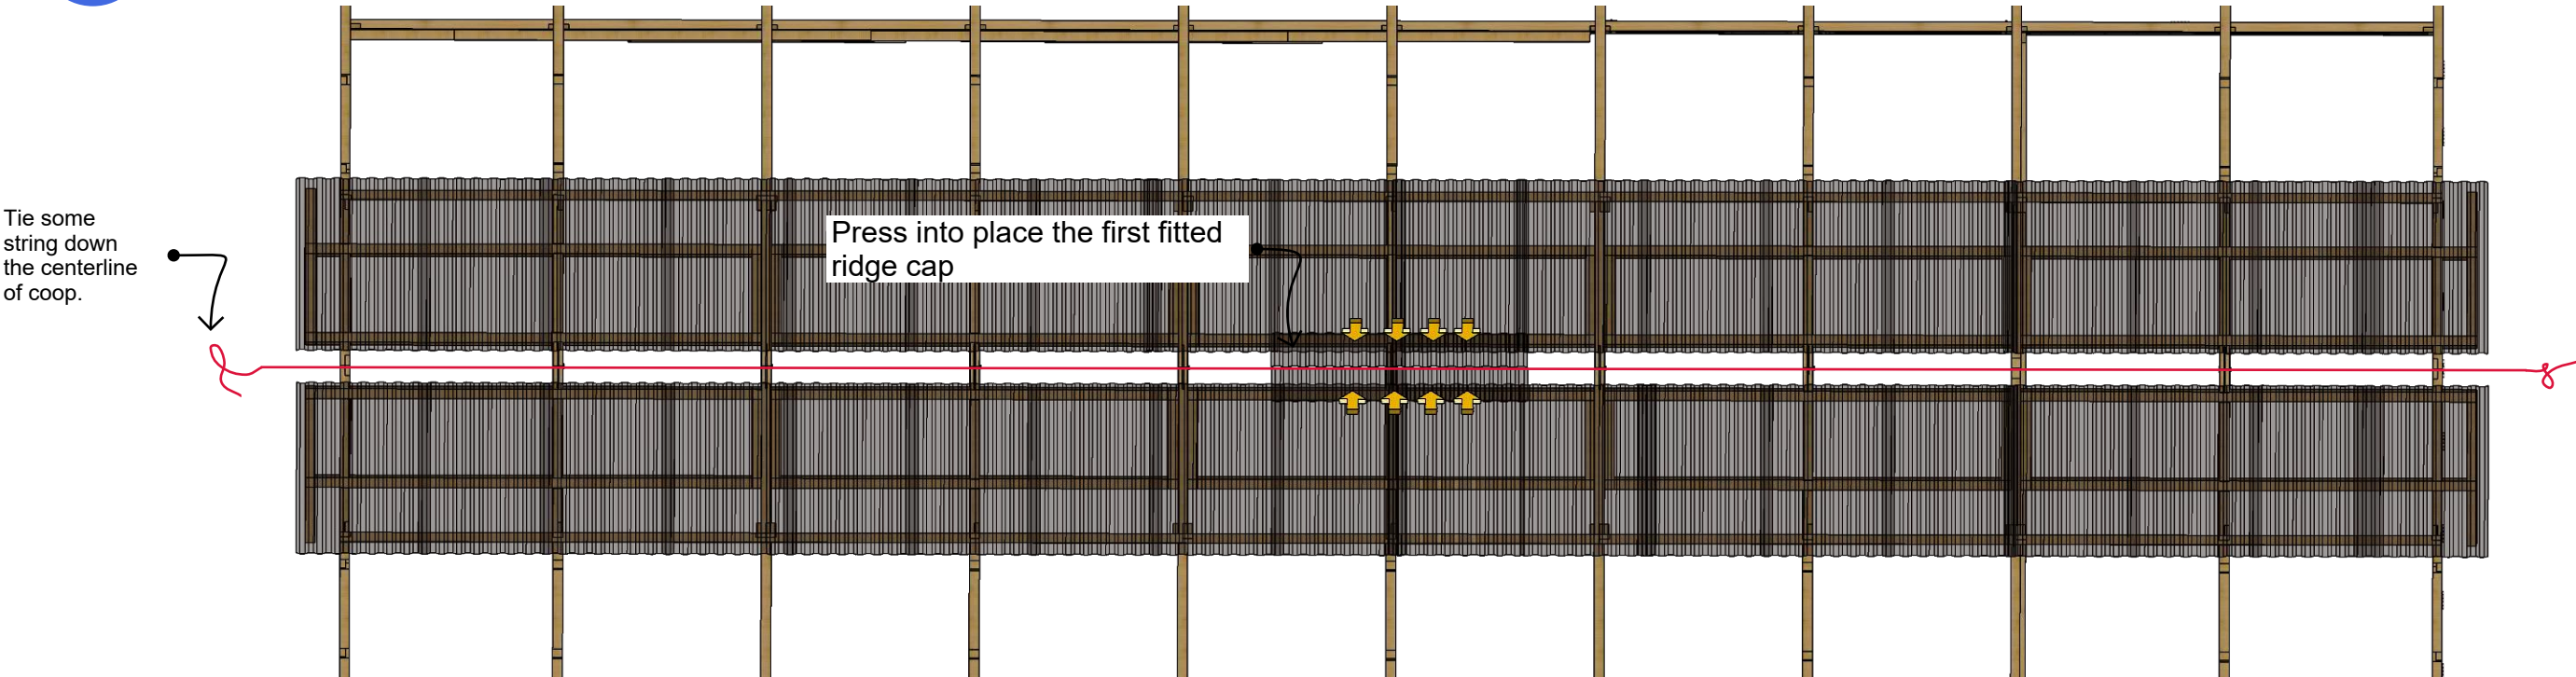 Tie some
string down
the centerline
of coop.
Press into place the first fitted
ridge cap